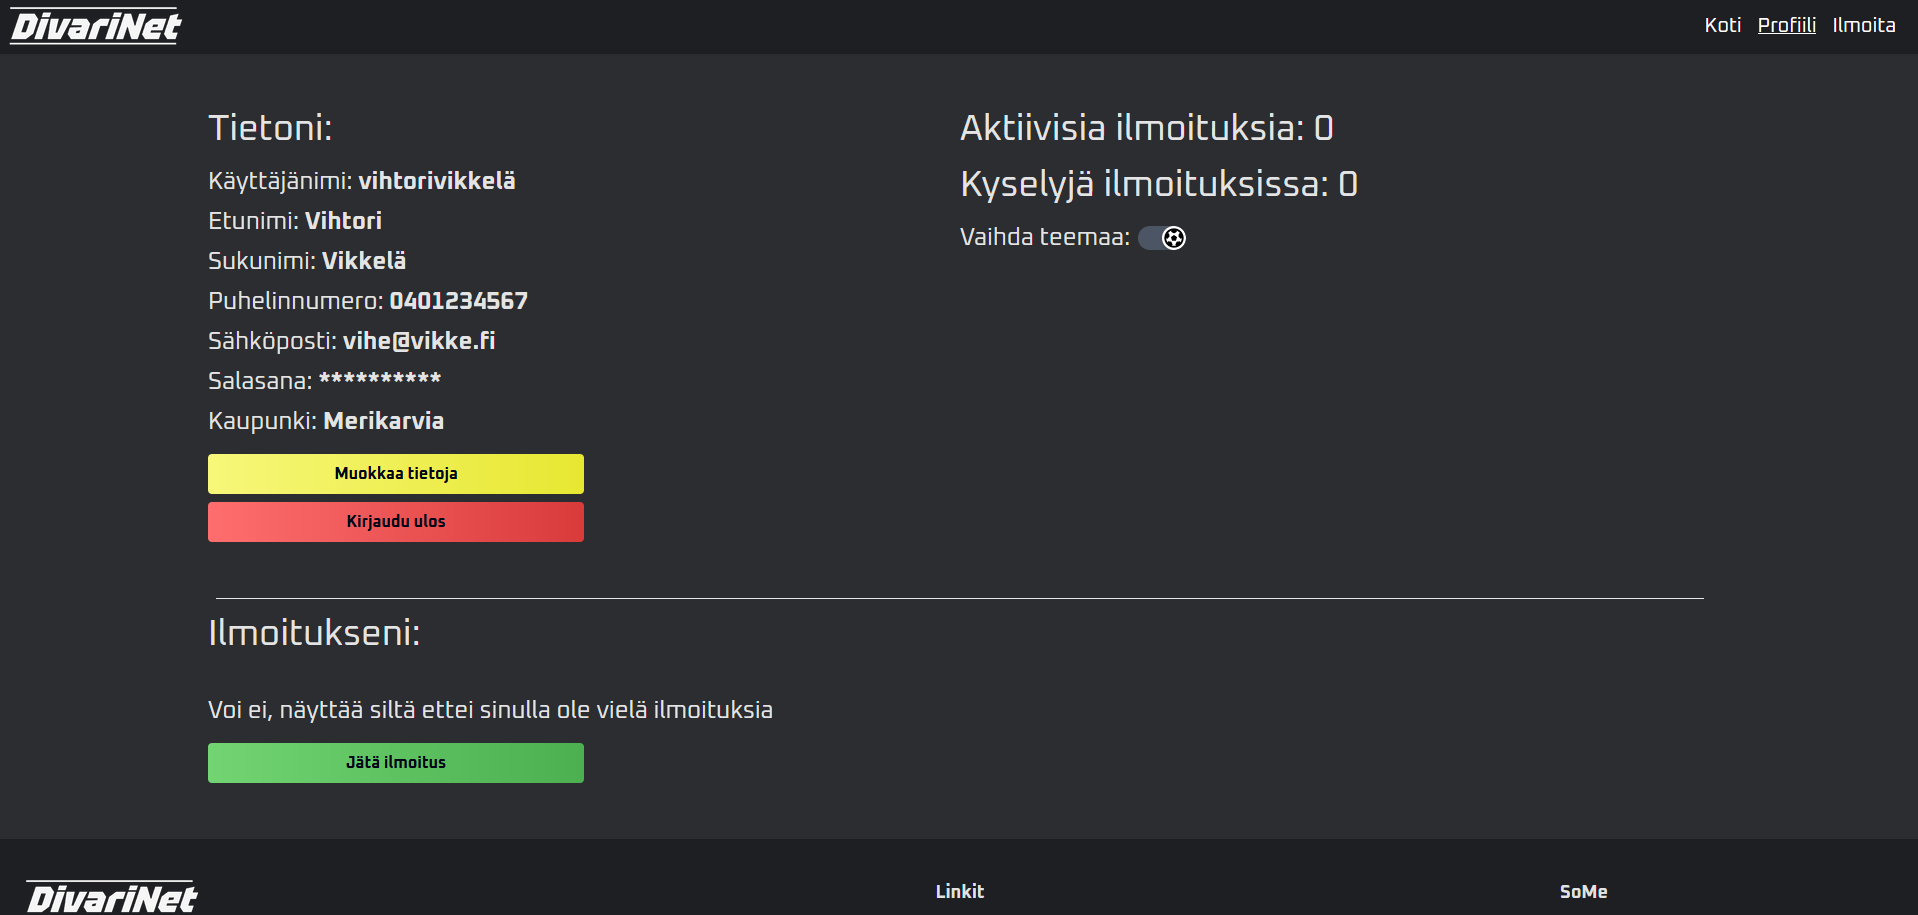 DivariNet
Koti Profiili Ilmoita
Tietoni:
Käyttäjänimi: vihtorivikkelä
Etunimi: Vihtori
Sukunimi: Vikkelä
Puhelinnumero: 0401234567
Sähköposti: vihe@vikke.fi
Salasana: **********
Kaupunki: Merikarvia
Muokkaa tietoja
Kirjaudu ulos
Aktiivisia ilmoituksia: 0
Kyselyjä ilmoituksissa: 0
Vaihda teemaa:
Ilmoitukseni:
Voi ei, näyttää siltä ettei sinulla ole vielä ilmoituksia
Jätä ilmoitus
DivariNet
Linkit
SoMe